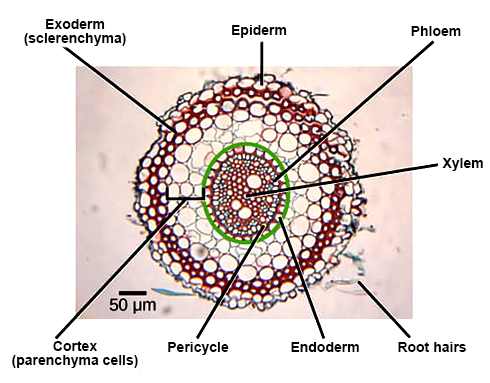 Exoderm
(sclerenchyma)
Epiderm
Phloem
Xylem
50 µm
Cortex
(parenchyma cells)
Pericycle
Endoderm
Root hairs